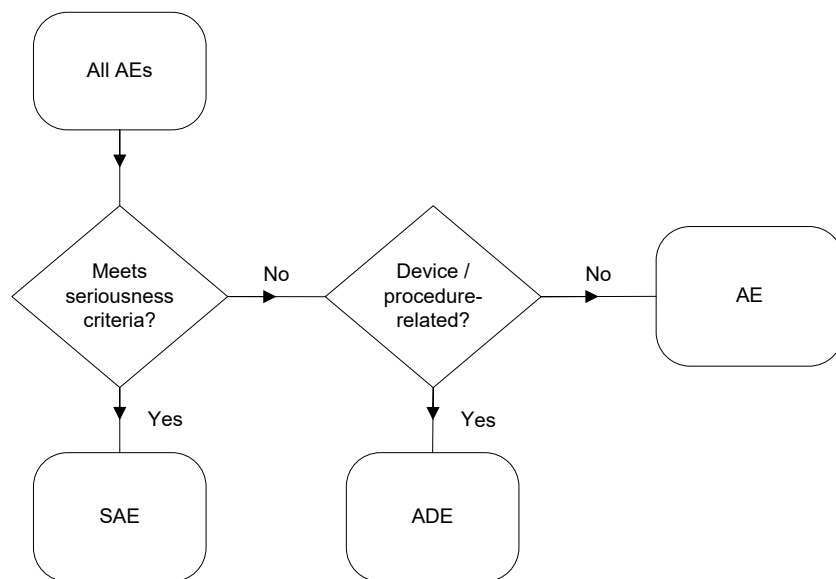 All AEs
Meets
seriousness
criteria?
No
Device /
procedure-
related?
No
AE
Yes
Yes
SAE
ADE